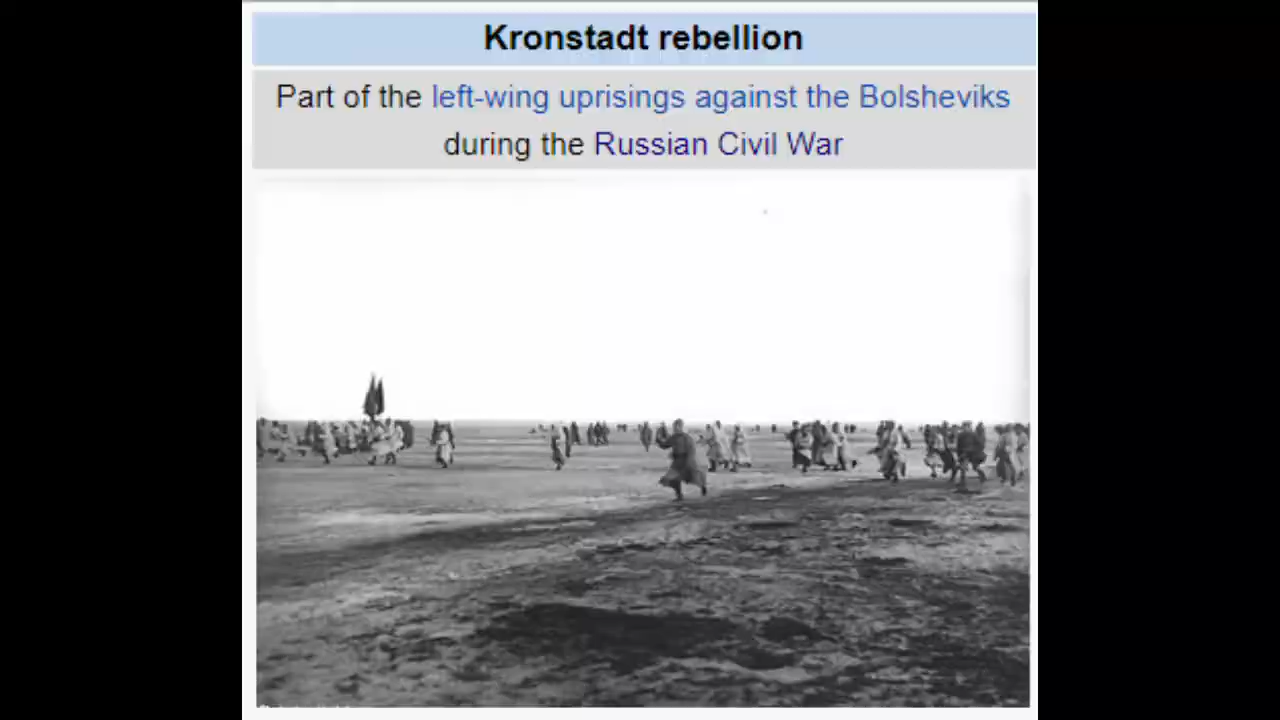 Kronstadt rebellion
Part of the left-wing uprisings against the Bolsheviks
during the Russian Civil War